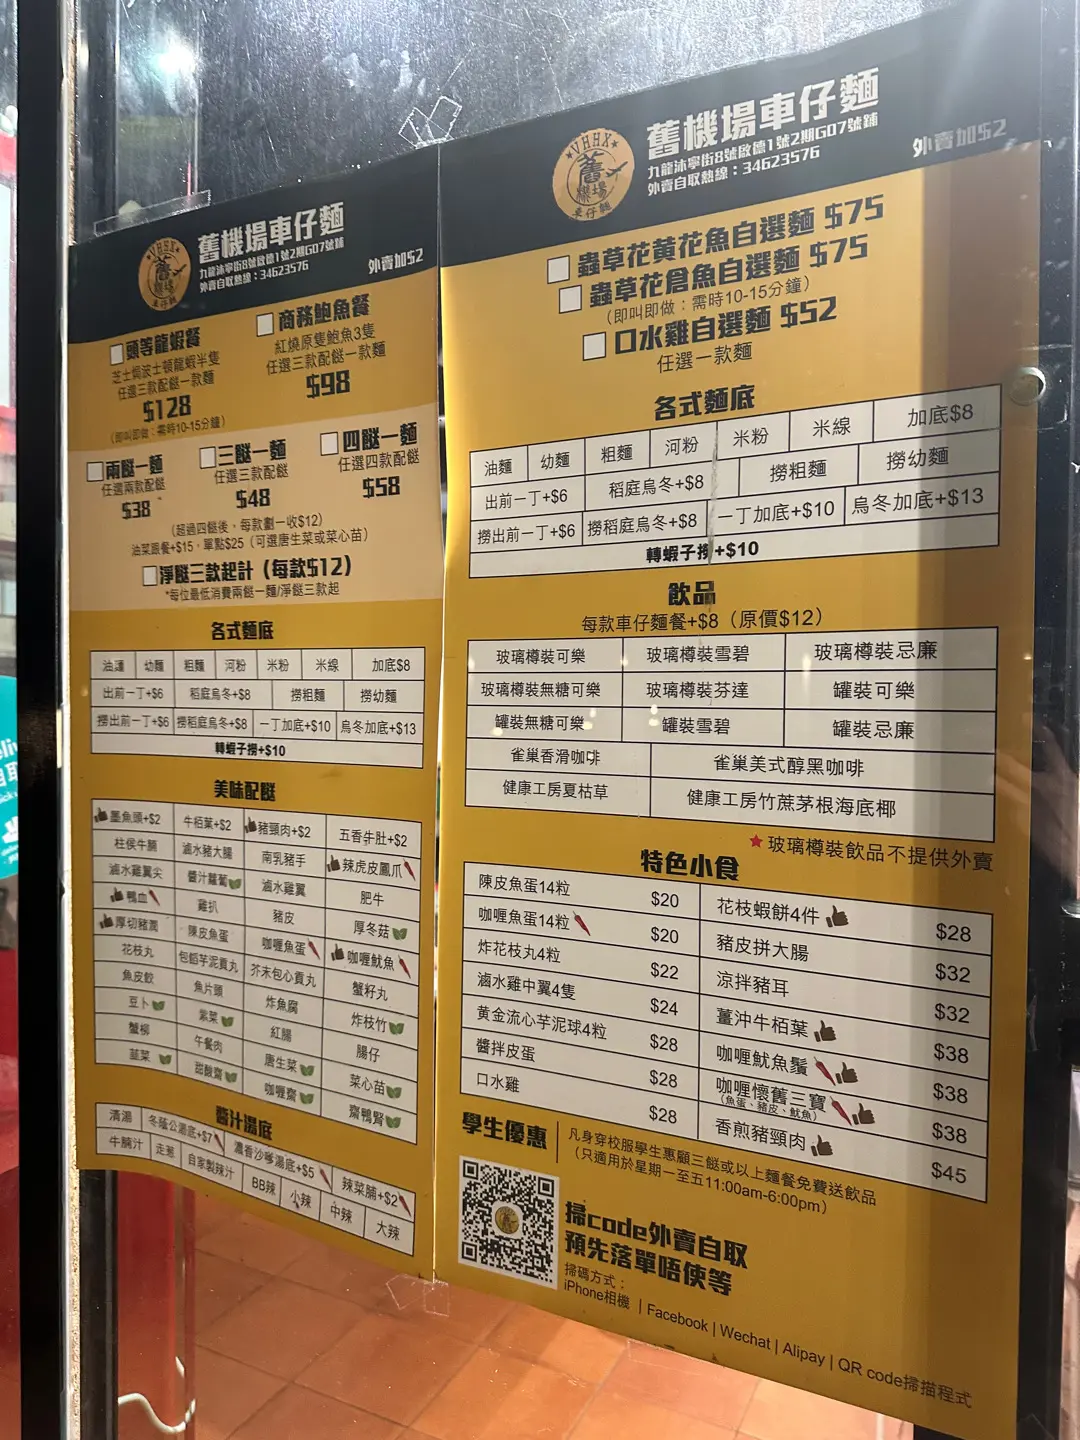 舊機場車仔麵
九龍沐寧街8號啟德1號2期G07號鋪
外賣自取熱線：34623576
外賣加$2
VHHX
舊機場
車仔麵
頭等龍蝦餐
芝士焗波士頓龍蝦半隻
任選三款配餸一款麵
$128
(即叫即做：需時10-15分鐘)
商務鮑魚餐
紅燒原隻鮑魚3隻
任選三款配餸一款麵
$98
兩餸一麵
任選兩款配餸
$38
三餸一麵
任選三款配餸
$48
四餸一麵
任選四款配餸
$58
(超過四餸後，每款劃一收$12)
油菜跟餐+$15，單點$25 (可選唐生菜或菜心苗)
淨餸三款起計 (每款$12)
*每位最低消費兩餸一麵/淨餸三款起
各式麵底
油麵 幼麵 粗麵 河粉 米粉 米線 加底$8
出前一丁+$6 稻庭烏冬+$8 撈粗麵 撈幼麵
撈出前一丁+$6 撈稻庭烏冬+$8 一丁加底+$10 烏冬加底+$13
轉蝦子撈+$10
美味配餸
墨魚頭+$2 牛栢葉+$2 豬頸肉+$2 五香牛肚+$2
柱侯牛腩 滷水豬大腸 南乳豬手 辣虎皮鳳爪
滷水雞翼尖 醬汁蘿蔔 滷水雞翼 肥牛
鴨血 雞扒 豬皮 厚冬菇
厚切豬潤 陳皮魚蛋 咖喱魚蛋 咖喱魷魚
花枝丸 包餡芋泥貢丸 芥末包心貢丸 蟹籽丸
魚皮餃 魚片頭 炸魚腐 炸枝竹
豆卜 紫菜 紅腸 腸仔
蟹柳 午餐肉 唐生菜 菜心苗
韮菜 甜酸齋 咖喱齋 齋鴨腎
醬汁湯底
清湯 冬蔭公湯底+$7 濃香沙嗲湯底+$5 辣菜脯+$2
牛腩汁 走葱 自家製辣汁 BB辣 小辣 中辣 大辣
舊機場車仔麵
九龍沐寧街8號啟德1號2期G07號鋪
外賣自取熱線：34623576
外賣加$2
VHHX
舊機場
車仔麵
蟲草花黃花魚自選麵 $75
蟲草花倉魚自選麵 $75
(即叫即做：需時10-15分鐘)
口水雞自選麵 $52
任選一款麵
各式麵底
油麵 幼麵 粗麵 河粉 米粉 米線 加底$8
出前一丁+$6 稻庭烏冬+$8 撈粗麵 撈幼麵
撈出前一丁+$6 撈稻庭烏冬+$8 一丁加底+$10 烏冬加底+$13
轉蝦子撈+$10
飲品
每款車仔麵餐+$8 (原價$12)
玻璃樽裝可樂 玻璃樽裝雪碧 玻璃樽裝忌廉
玻璃樽裝無糖可樂 玻璃樽裝芬達 罐裝可樂
罐裝無糖可樂 罐裝雪碧 罐裝忌廉
雀巢香滑咖啡 雀巢美式醇黑咖啡
健康工房夏枯草 健康工房竹蔗茅根海底椰
★玻璃樽裝飲品不提供外賣
特色小食
陳皮魚蛋14粒 $20
咖喱魚蛋14粒 $20
炸花枝丸4粒 $22
滷水雞中翼4隻 $24
黃金流心芋泥球4粒 $28
醬拌皮蛋 $28
口水雞 $28
花枝蝦餅4件 $28
豬皮拼大腸 $32
涼拌豬耳 $32
薑沖牛栢葉 $38
咖喱魷魚鬚 $38
咖喱懷舊三寶 $38
(魚蛋、豬皮、魷魚)
香煎豬頸肉 $45
學生優惠
凡身穿校服學生惠顧三餸或以上麵餐免費送飲品
(只適用於星期一至五11:00am-6:00pm)
掃code外賣自取
預先落單唔使等
掃碼方式：
iPhone相機 | Facebook | Wechat | Alipay | QR code掃描程式